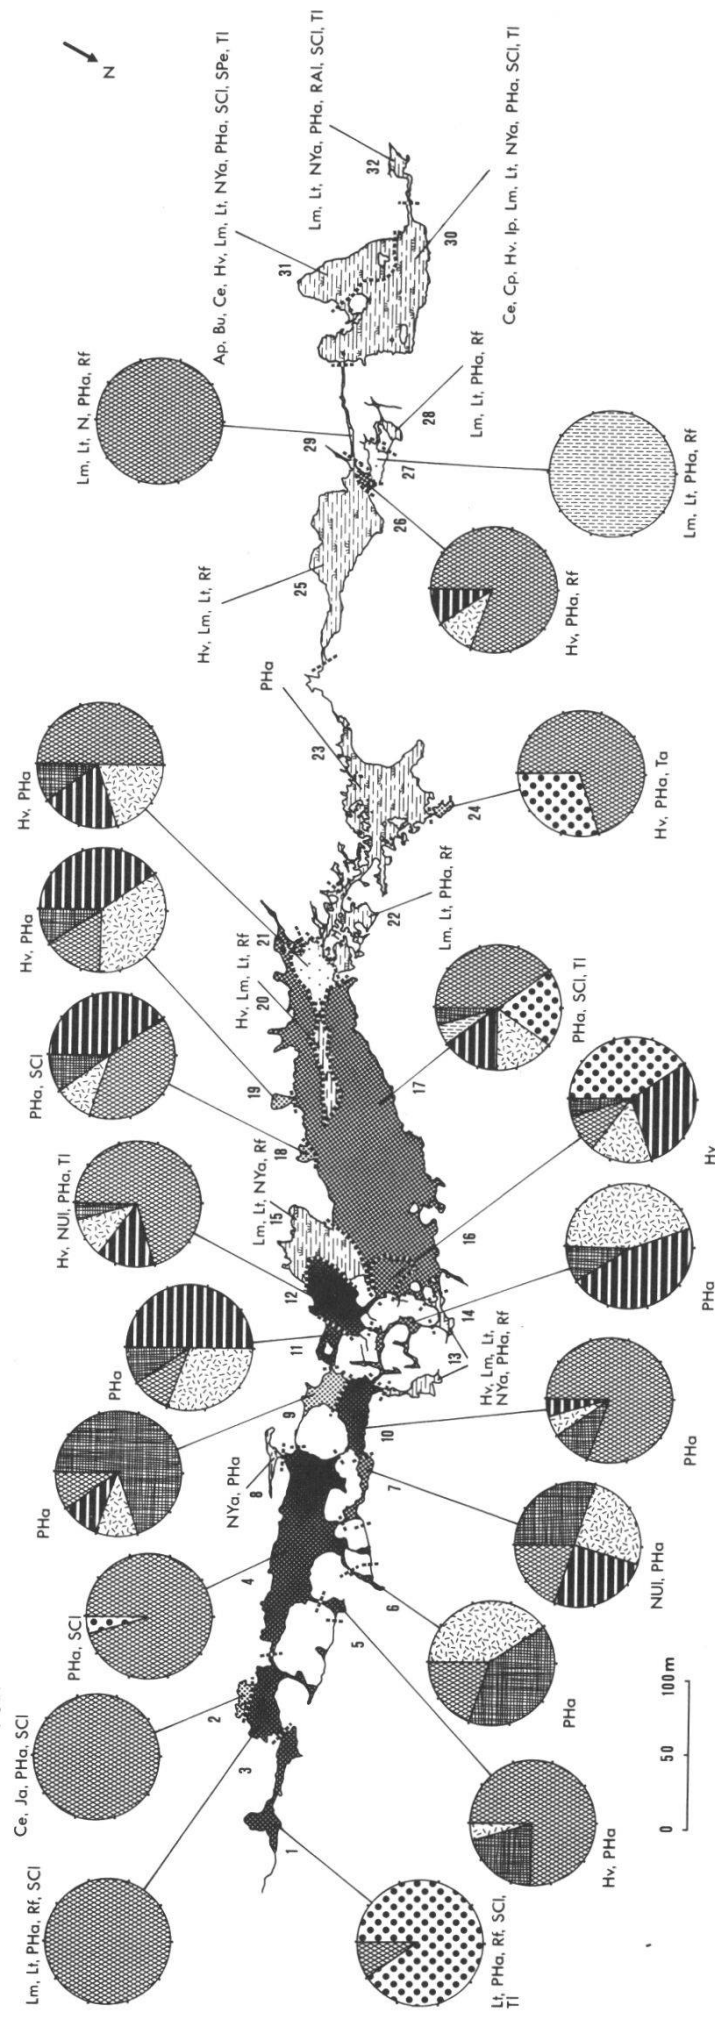 Lm, Lt, PHa, Rf, SCl
Ce, Ja, PHa, SCl
PHa, SCl
PHa
NYa, PHa
PHa
Hv, NUl, PHa, Tl
Lm, Lt, NYa, Rf
PHa, SCl
Hv, PHa
Hv, Lm, Lt, Rf
Hv, PHa
PHa
Hv, Lm, Lt, Rf
Lm, Lt, N, PHa, Rf
Ap, Bu, Ce, Hv, Lm, Lt, NYa, PHa, SCl, SPe, Tl
Lm, Lt, NYa, PHa, RAl, SCl, Tl
N
1
2
3
4
5
6
7
8
9
10
11
12
13
14
15
16
17
18
19
20
21
22
23
24
25
26
27
28
29
30
31
32
Lt, PHa, Rf, SCl,
Tl
Hv, PHa
PHa
NUl, PHa
PHa
Hv, Lm, Lt,
NYa, PHa, Rf
PHa
Hv
PHa, SCl, Tl
Lm, Lt, PHa, Rf
Hv, PHa, Ta
Hv, PHa, Rf
Lm, Lt, PHa, Rf
Lm, Lt, PHa, Rf
Ce, Cp, Hv, Ip, Lm, Lt, NYa, PHa, SCl, Tl
0 50 100m